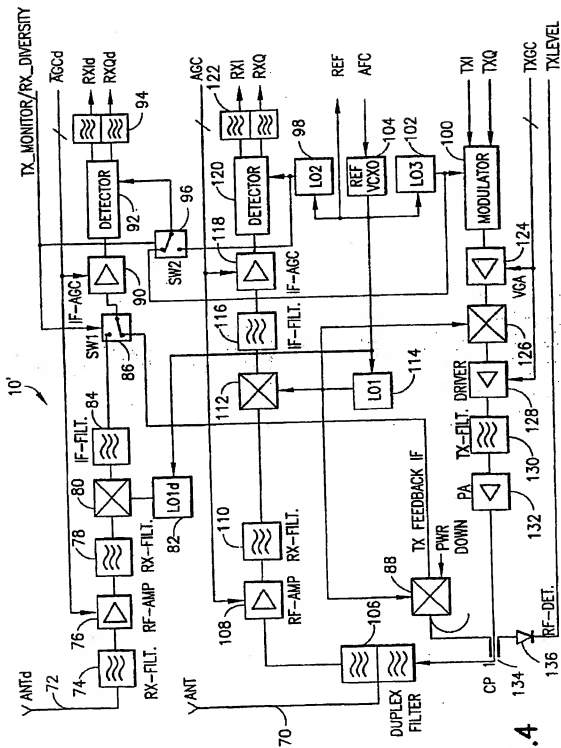 10'
TX_MONITOR/RX_DIVERSITY
AGCd
RXId
RXQd
94
DETECTOR
92
IF-AGC
90
SW1
86
SW2
96
IF-FILT.
84
80
LO1d
82
RX-FILT.
78
RF-AMP
76
RX-FILT.
74
ANTd
72
AGC
RXI
RXQ
122
DETECTOR
120
IF-AGC
118
IF-FILT.
116
112
LO1
114
RX-FILT.
110
RF-AMP
108
LO2
98
REF
AFC
REF
VCXO
104
LO3
102
ANT
70
DUPLEX
FILTER
106
TX FEEDBACK IF
88
PWR
DOWN
TXI
TXQ
MODULATOR
100
TXGC
TXLEVEL
VGA
124
126
DRIVER
128
TX-FILT.
130
PA
132
CP
134
RF-DET.
136
.4